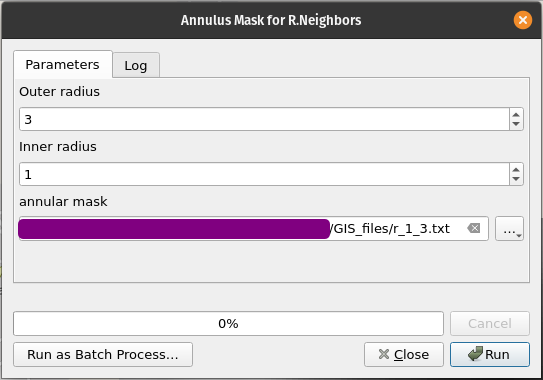 Annulus Mask for R.Neighbors
Parameters
Log
Outer radius
3
Inner radius
1
annular mask
/GIS_files/r_1_3.txt
...
0%
Cancel
Run as Batch Process...
Close
Run